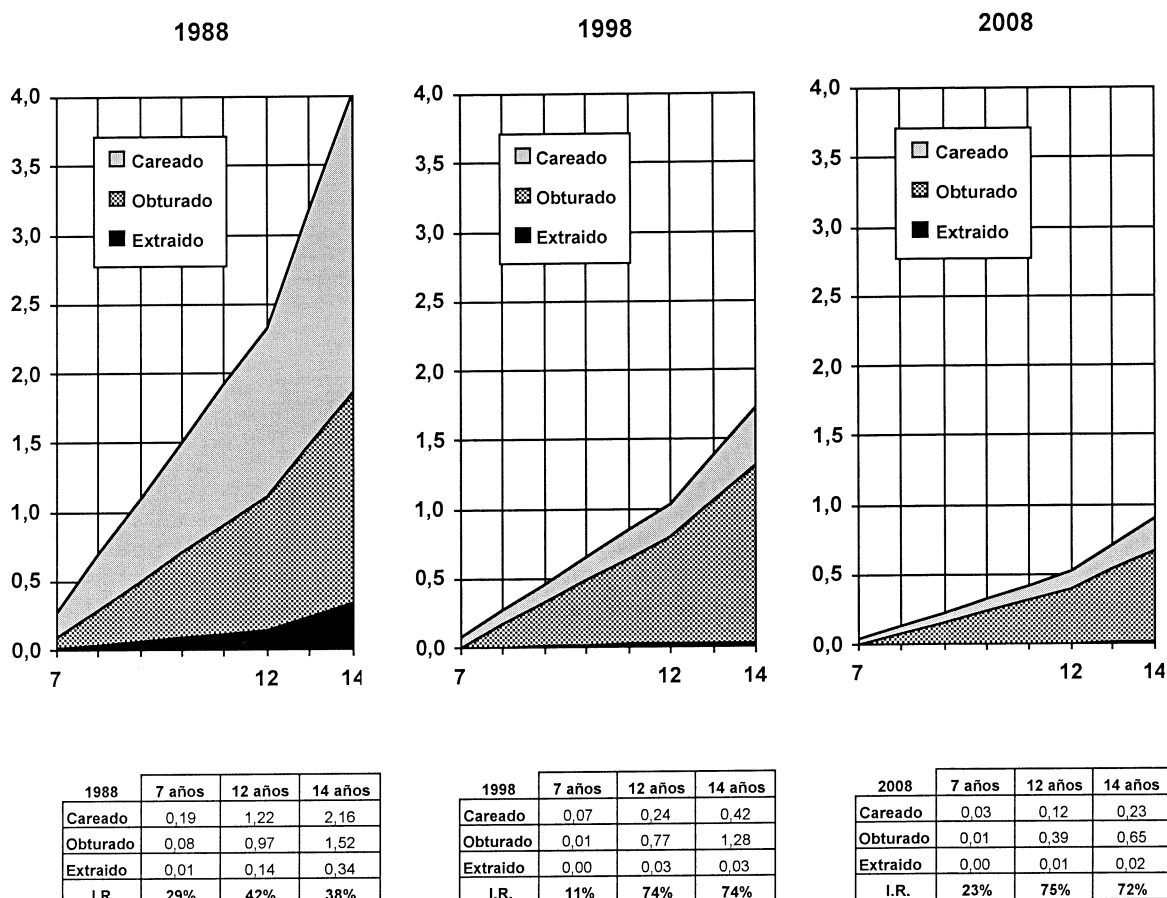 1988
1998
2008
4,0
3,5
3,0
2,5
2,0
1,5
1,0
0,5
0,0
Careado
Obturado
Extraido
7
12
14
4,0
3,5
3,0
2,5
2,0
1,5
1,0
0,5
0,0
Careado
Obturado
Extraido
7
12
14
4,0
3,5
3,0
2,5
2,0
1,5
1,0
0,5
0,0
Careado
Obturado
Extraido
7
12
14
1988 7 años 12 años 14 años
Careado 0,19 1,22 2,16
Obturado 0,08 0,97 1,52
Extraido 0,01 0,14 0,34
I.R. 29% 42% 38%
1998 7 años 12 años 14 años
Careado 0,07 0,24 0,42
Obturado 0,01 0,77 1,28
Extraido 0,00 0,03 0,03
I.R. 11% 74% 74%
2008 7 años 12 años 14 años
Careado 0,03 0,12 0,23
Obturado 0,01 0,39 0,65
Extraido 0,00 0,01 0,02
I.R. 23% 75% 72%